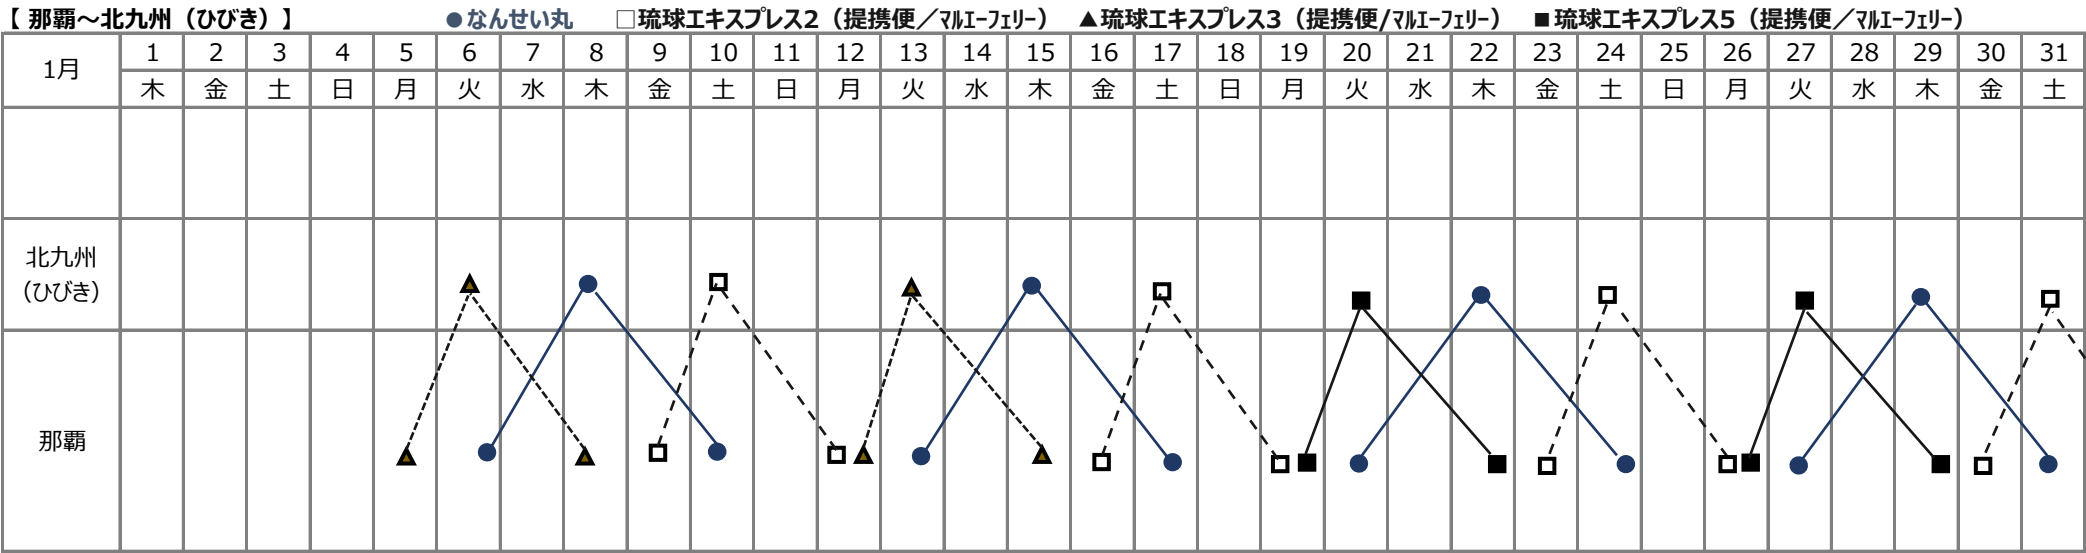 【 那覇～北九州（ひびき）】 ●なんせい丸 □琉球エキスプレス2（提携便／ﾏﾙｴｰﾌｪﾘｰ） ▲琉球エキスプレス3（提携便/ﾏﾙｴｰﾌｪﾘｰ） ■琉球エキスプレス5（提携便／ﾏﾙｴｰﾌｪﾘｰ）
1月 1 2 3 4 5 6 7 8 9 10 11 12 13 14 15 16 17 18 19 20 21 22 23 24 25 26 27 28 29 30 31
木 金 土 日 月 火 水 木 金 土 日 月 火 水 木 金 土 日 月 火 水 木 金 土 日 月 火 水 木 金 土
北九州
（ひびき）
那覇